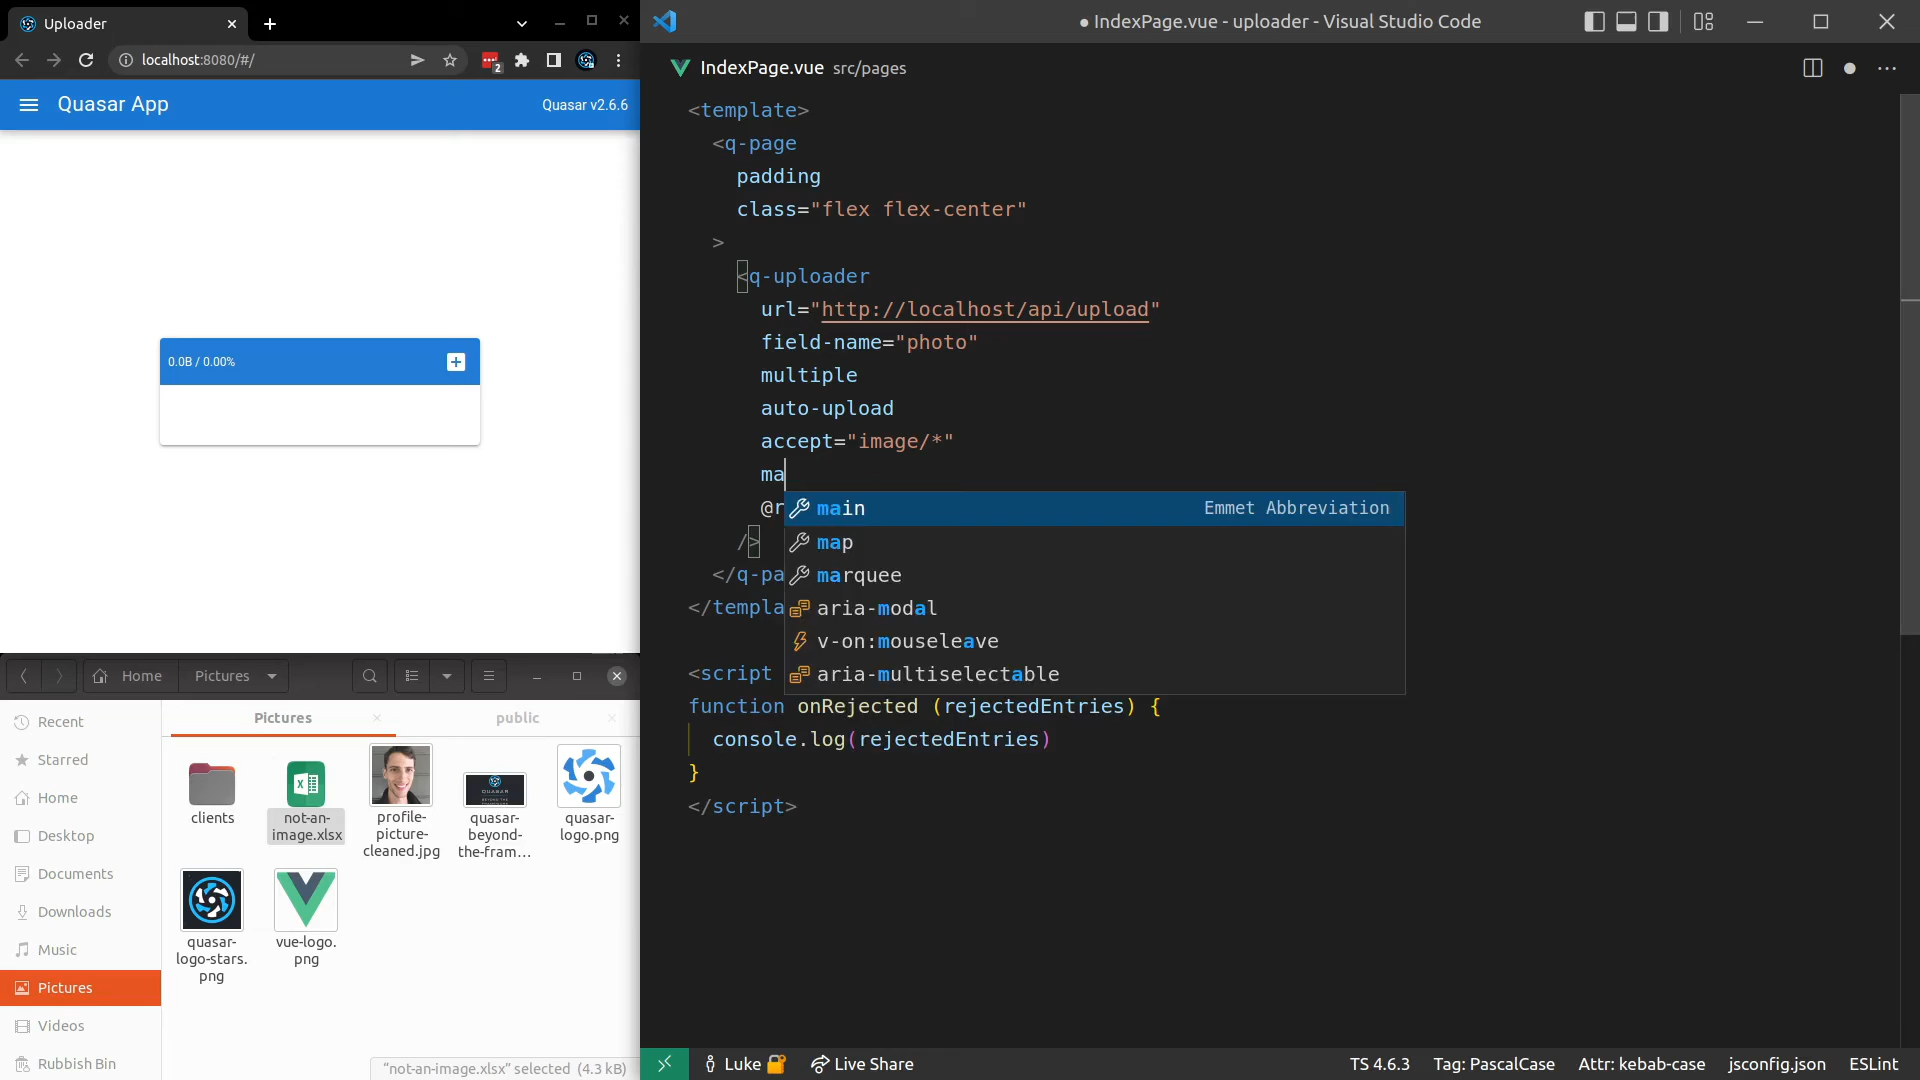 Uploader
localhost:8080/#/
2
Quasar App
Quasar v2.6.6
0.0B / 0.00%
Home
Pictures
Recent
Starred
Home
Desktop
Documents
Downloads
Music
Pictures
Videos
Rubbish Bin
Pictures
public
clients
not-an-
image.xlsx
profile-
picture-
cleaned.jpg
quasar-
beyond-
the-fram…
quasar-
logo.png
quasar-
logo-stars.
png
vue-logo.
png
QUASAR
"not-an-image.xlsx" selected (4.3 kB)
● IndexPage.vue - uploader - Visual Studio Code
IndexPage.vue src/pages
<template>
<q-page
padding
class="flex flex-center"
>
<q-uploader
url="http://localhost/api/upload"
field-name="photo"
multiple
auto-upload
accept="image/*"
ma
@r
/>
</q-pa
</templa
main Emmet Abbreviation
map
marquee
aria-modal
v-on:mouseleave
aria-multiselectable
<script
function onRejected (rejectedEntries) {
console.log(rejectedEntries)
}
</script>
Luke
Live Share
TS 4.6.3
Tag: PascalCase
Attr: kebab-case
jsconfig.json
ESLint